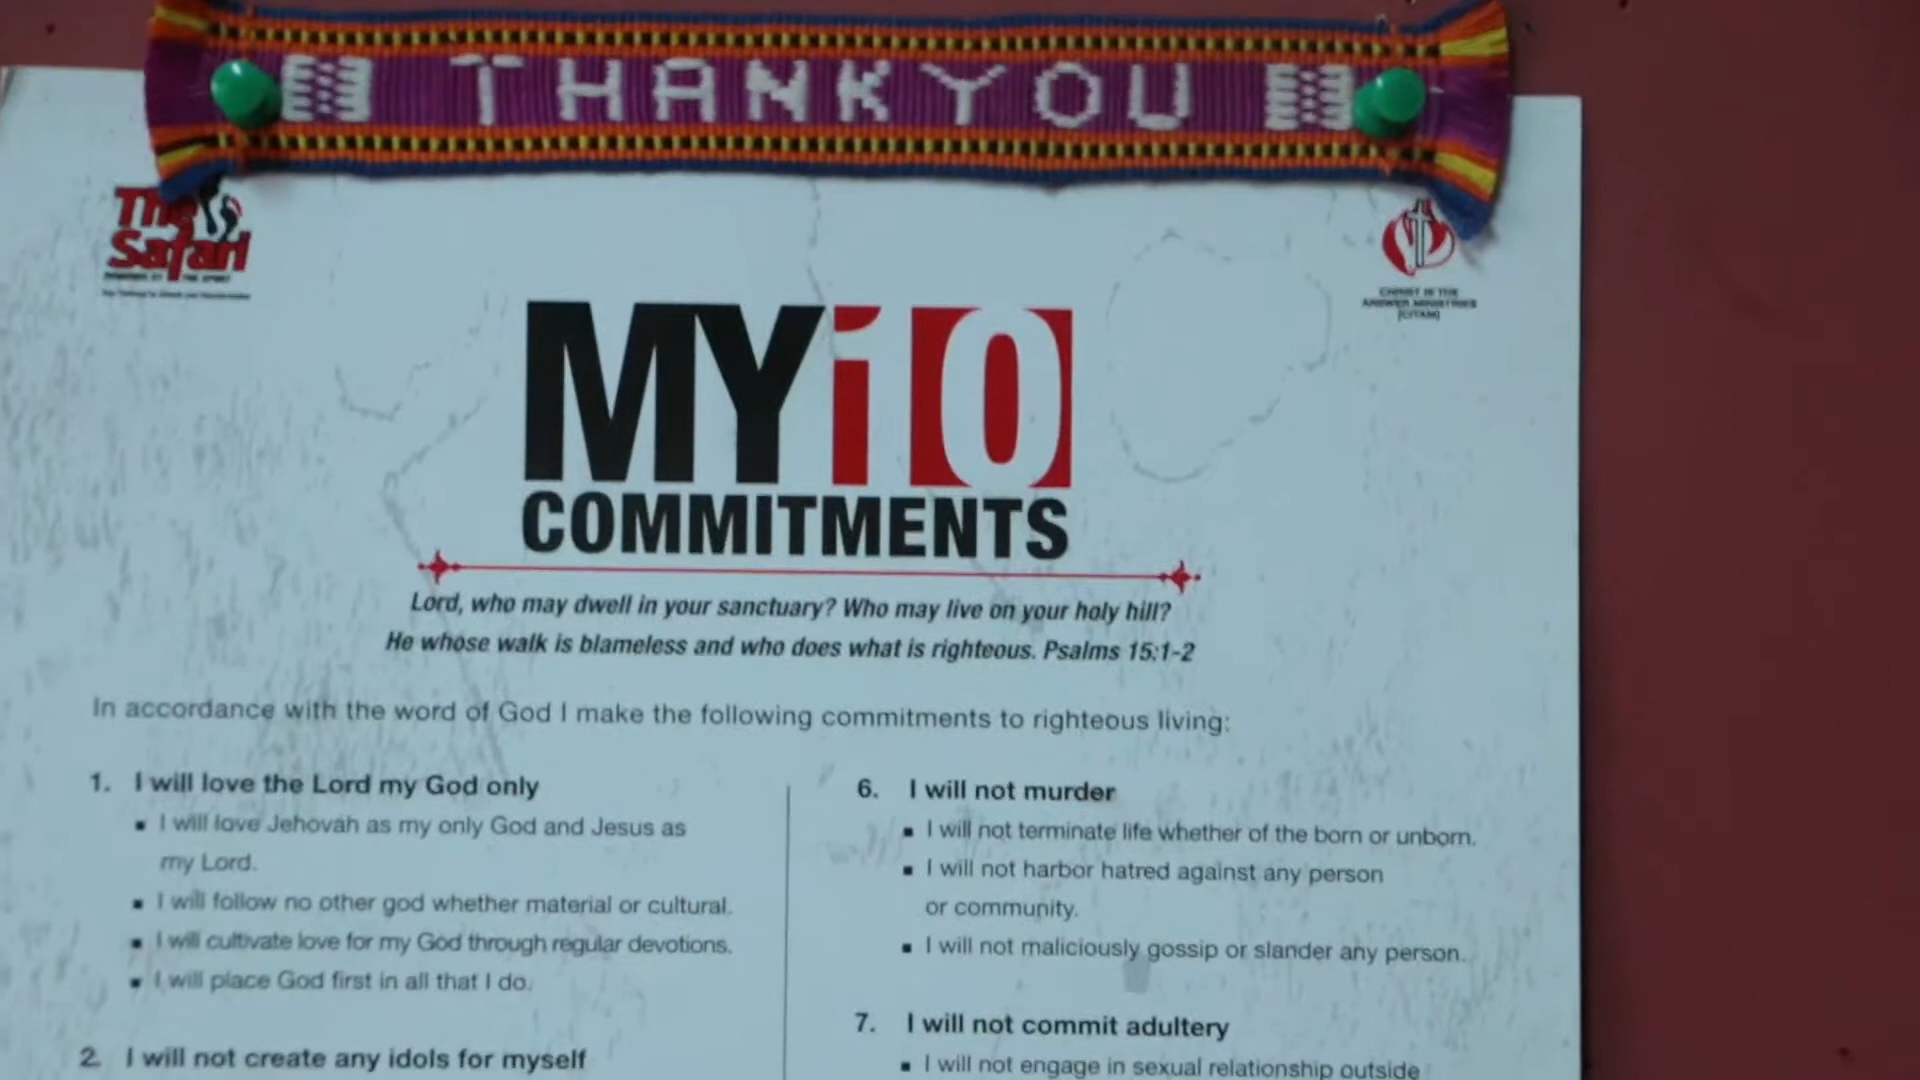 THANK YOU
The
Safari
CHRIST IS THE
ANSWER MINISTRIES
(CITAM)
MY10
COMMITMENTS
Lord, who may dwell in your sanctuary? Who may live on your holy hill?
He whose walk is blameless and who does what is righteous. Psalms 15:1-2
In accordance with the word of God I make the following commitments to righteous living:
1. I will love the Lord my God only
▪ I will love Jehovah as my only God and Jesus as
my Lord.
▪ I will follow no other god whether material or cultural.
▪ I will cultivate love for my God through regular devotions.
▪ I will place God first in all that I do.
2. I will not create any idols for myself
6. I will not murder
▪ I will not terminate life whether of the born or unborn.
▪ I will not harbor hatred against any person
or community.
▪ I will not maliciously gossip or slander any person.
7. I will not commit adultery
▪ I will not engage in sexual relationship outside